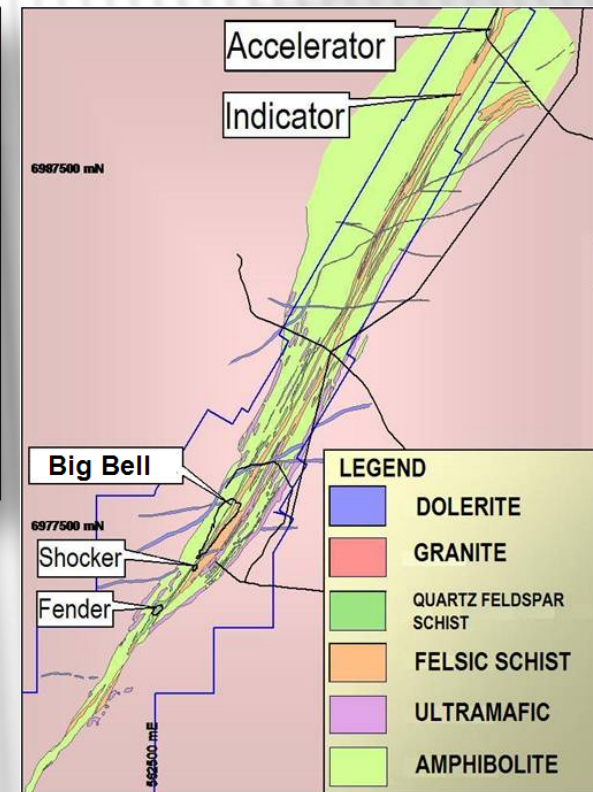 Accelerator
Indicator
6987500 mN
Big Bell
6977500 mN
Shocker
Fender
562500 mE
LEGEND
DOLERITE
GRANITE
QUARTZ FELDSPAR
SCHIST
FELSIC SCHIST
ULTRAMAFIC
AMPHIBOLITE